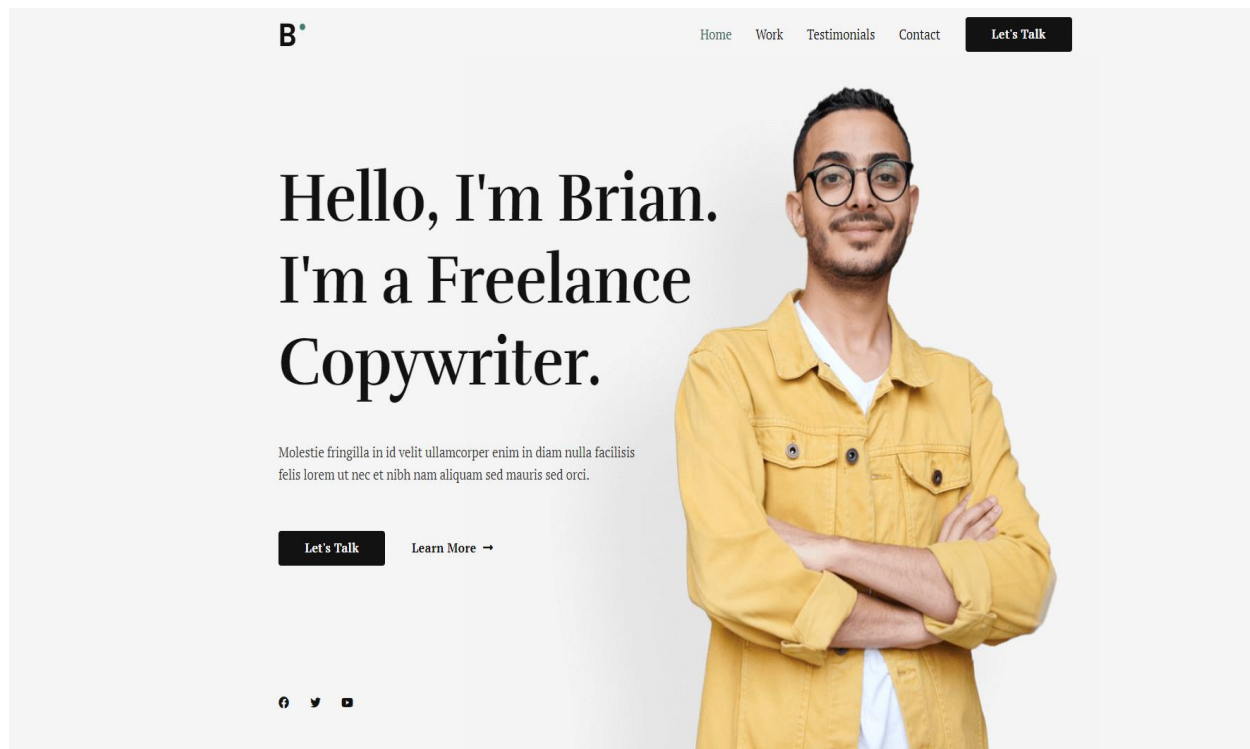 B
Home Work Testimonials Contact Let's Talk
Hello, I'm Brian.
I'm a Freelance
Copywriter.
Molestie fringilla in id velit ullamcorper enim in diam nulla facilisis
felis lorem ut nec et nibh nam aliquam sed mauris sed orci.
Let's Talk Learn More →